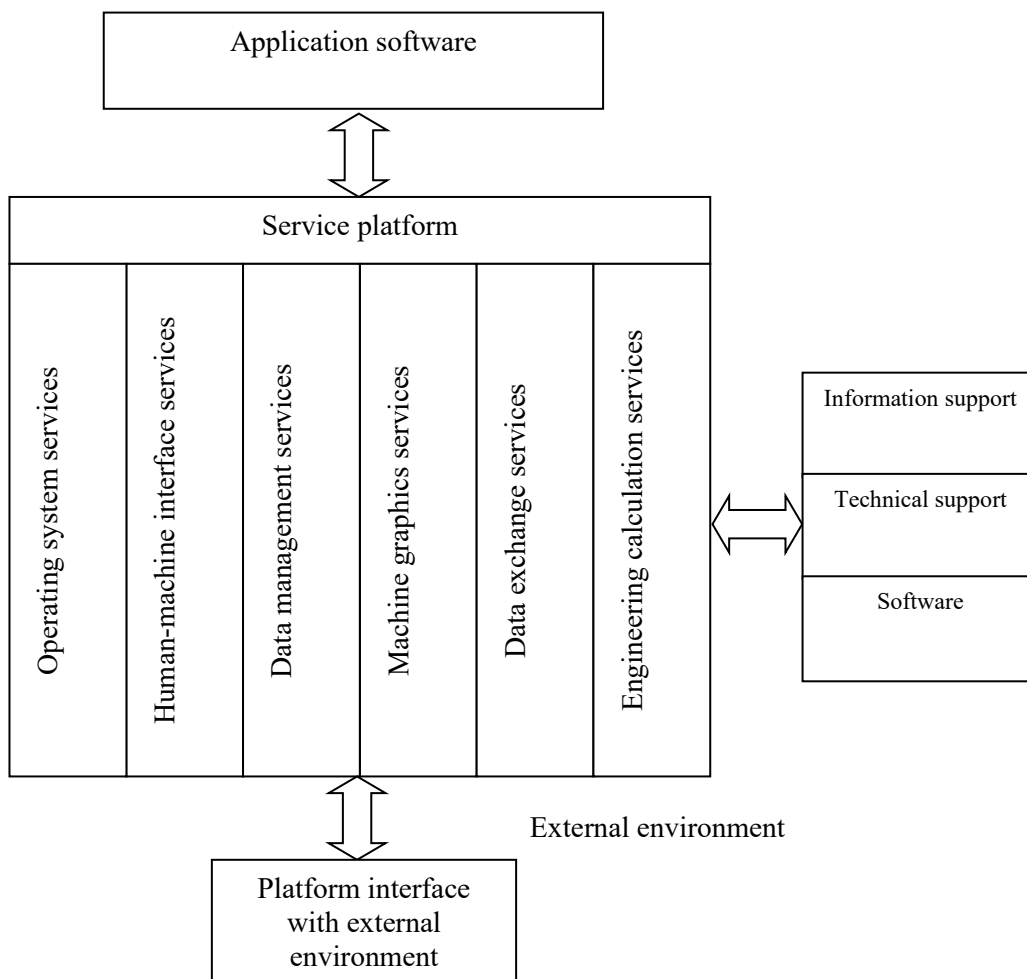 Application software
Service platform
Operating system services
Human-machine interface services
Data management services
Machine graphics services
Data exchange services
Engineering calculation services
Information support
Technical support
Software
External environment
Platform interface
with external
environment